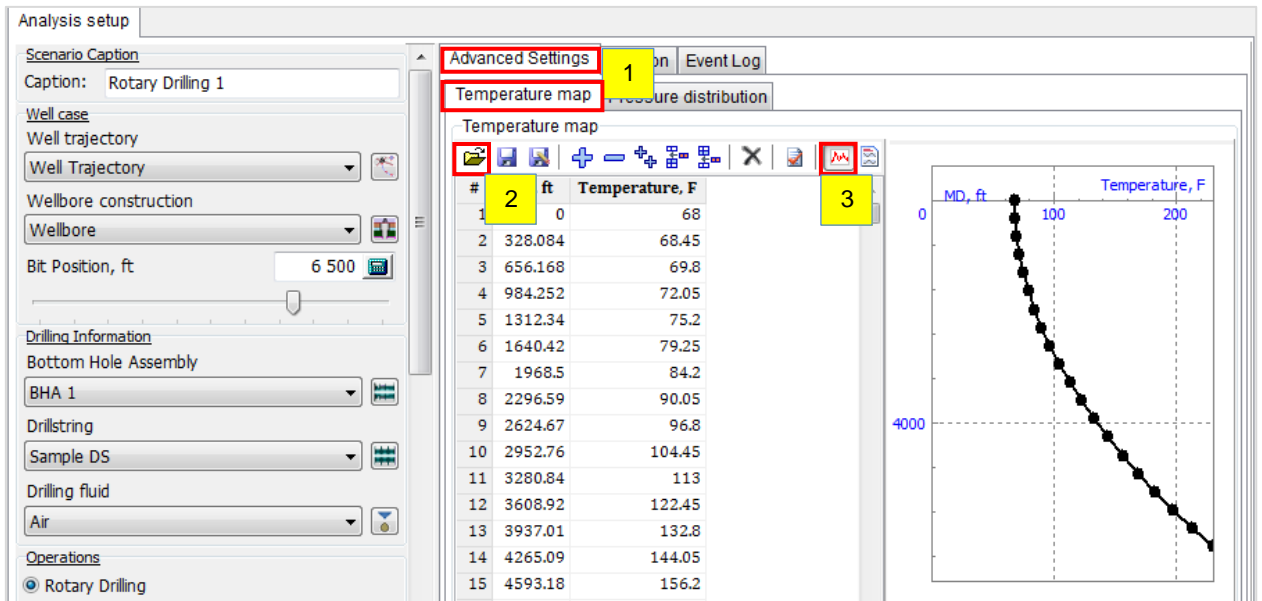 Analysis setup
Scenario Caption
Caption: Rotary Drilling 1
Well case
Well trajectory
Well Trajectory
Wellbore construction
Wellbore
Bit Position, ft 6 500
Drilling Information
Bottom Hole Assembly
BHA 1
Drillstring
Sample DS
Drilling fluid
Air
Operations
Rotary Drilling
Advanced Settings 1 Event Log
Temperature map distribution
Temperature map
2 3
# ft Temperature, F
1 0 68
2 328.084 68.45
3 656.168 69.8
4 984.252 72.05
5 1312.34 75.2
6 1640.42 79.25
7 1968.5 84.2
8 2296.59 90.05
9 2624.67 96.8
10 2952.76 104.45
11 3280.84 113
12 3608.92 122.45
13 3937.01 132.8
14 4265.09 144.05
15 4593.18 156.2
MD, ft Temperature, F
0 100 200
4000